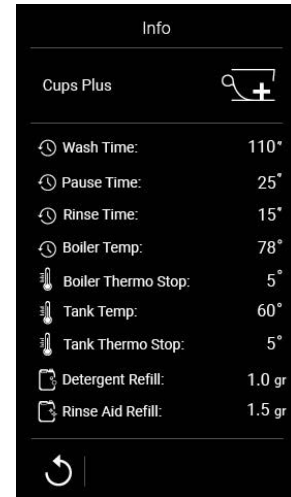 Info
Cups Plus
Wash Time: 110"
Pause Time: 25"
Rinse Time: 15"
Boiler Temp: 78°
Boiler Thermo Stop: 5°
Tank Temp: 60°
Tank Thermo Stop: 5°
Detergent Refill: 1.0 gr
Rinse Aid Refill: 1.5 gr